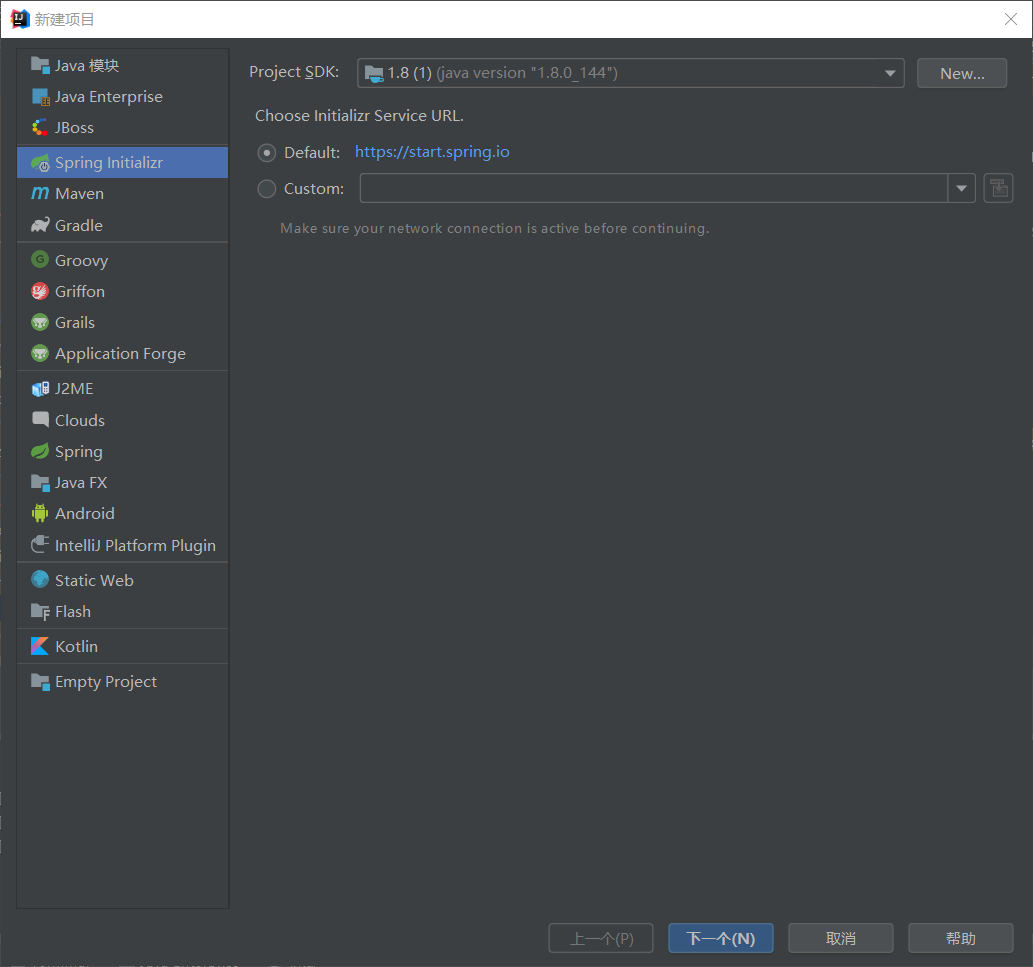 新建项目
Java 模块
Java Enterprise
JBoss
Spring Initializr
Maven
Gradle
Groovy
Griffon
Grails
Application Forge
J2ME
Clouds
Spring
Java FX
Android
IntelliJ Platform Plugin
Static Web
Flash
Kotlin
Empty Project
Project SDK: 1.8 (1) (java version "1.8.0_144") New...
Choose Initializr Service URL.
Default: https://start.spring.io
Custom:
Make sure your network connection is active before continuing.
上一个(P) 下一个(N) 取消 帮助